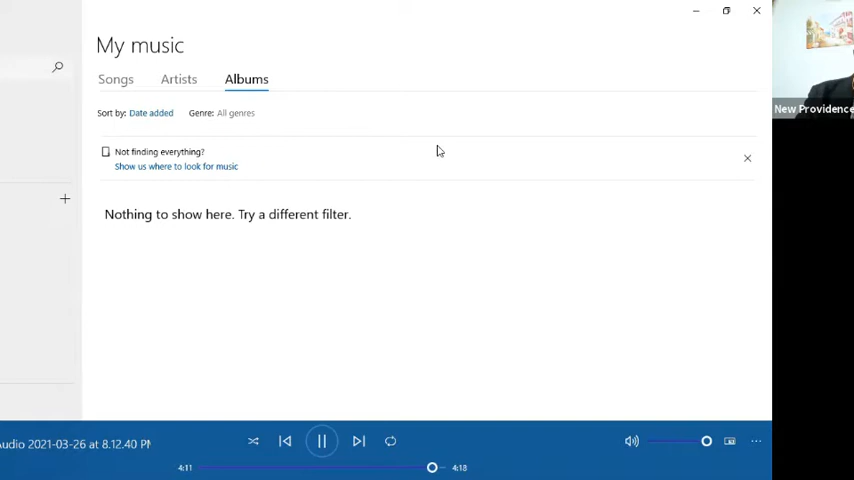 My music
Songs Artists Albums
Sort by: Date added Genre: All genres
Not finding everything?
Show us where to look for music
Nothing to show here. Try a different filter.
New Providence
Audio 2021-03-26 at 8.12.40
4:11 4:18